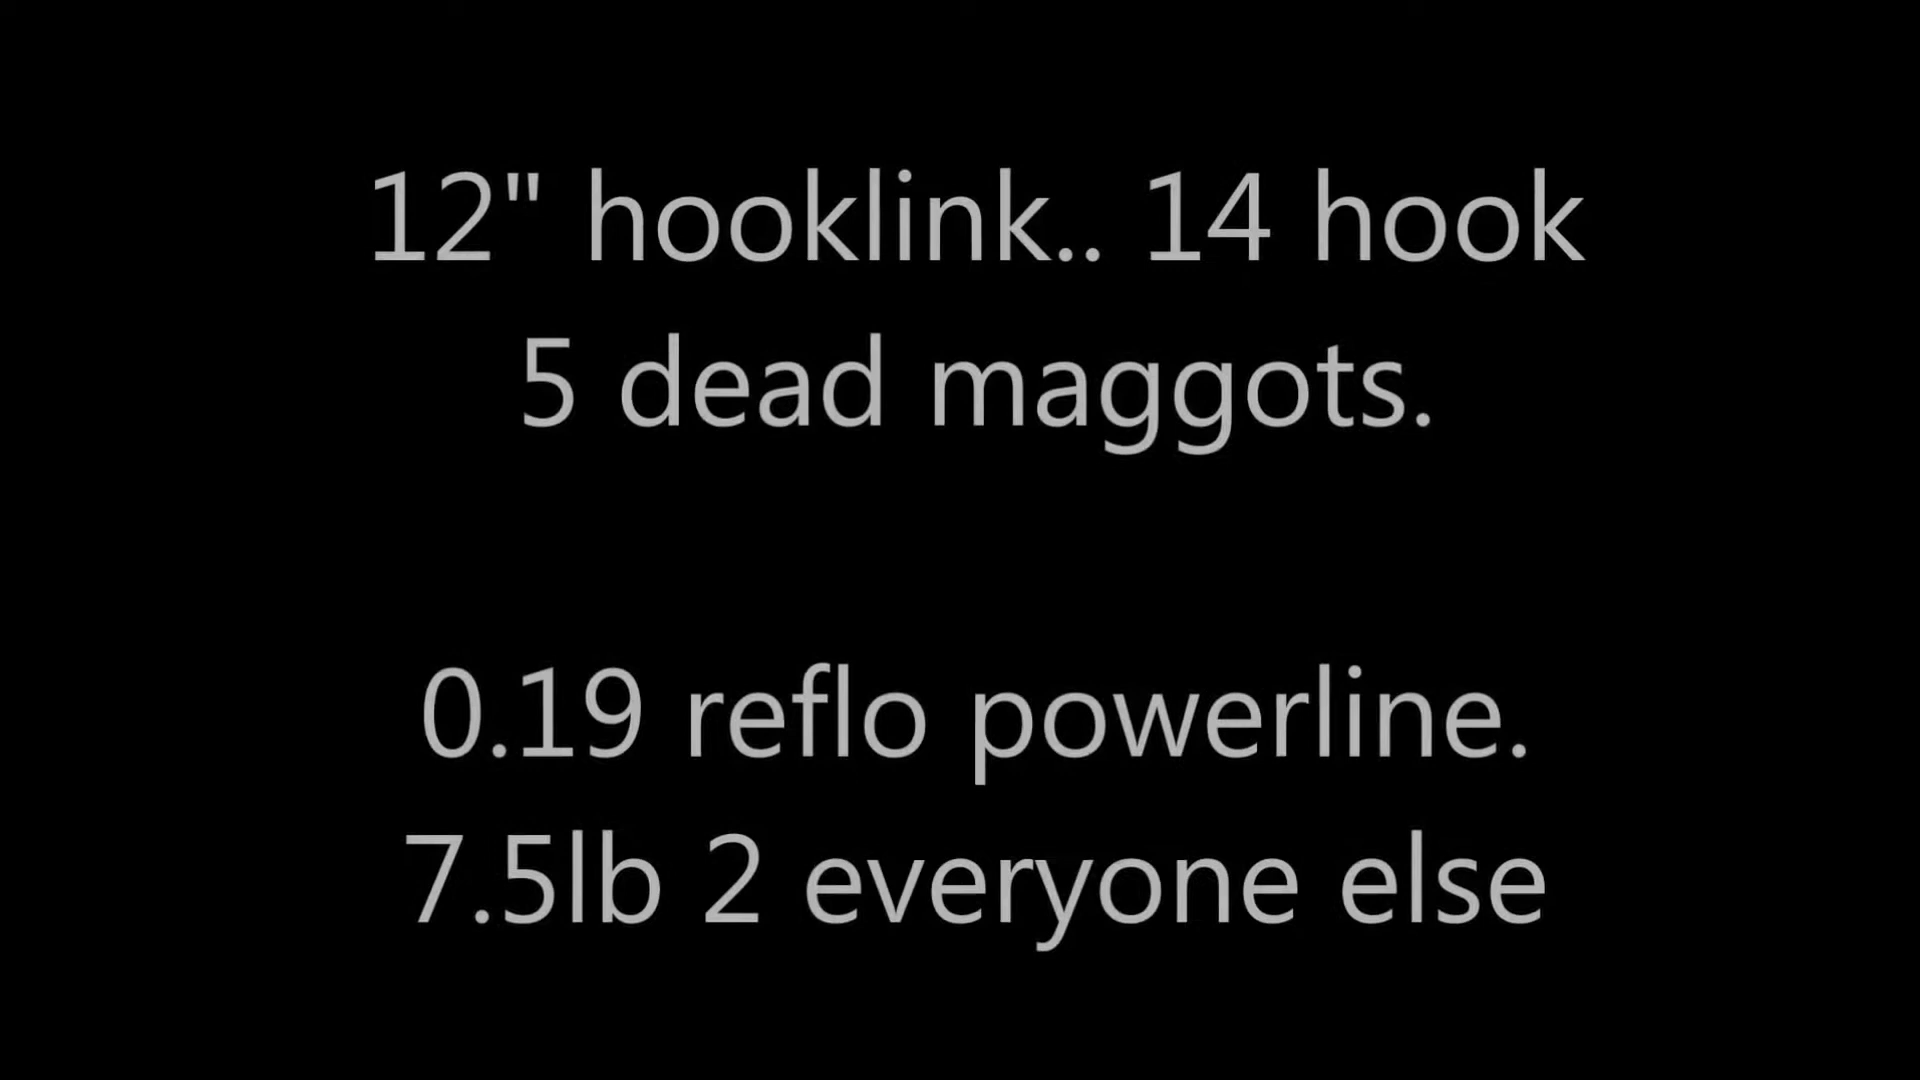 12" hooklink.. 14 hook
5 dead maggots.
0.19 reflo powerline.
7.5lb 2 everyone else